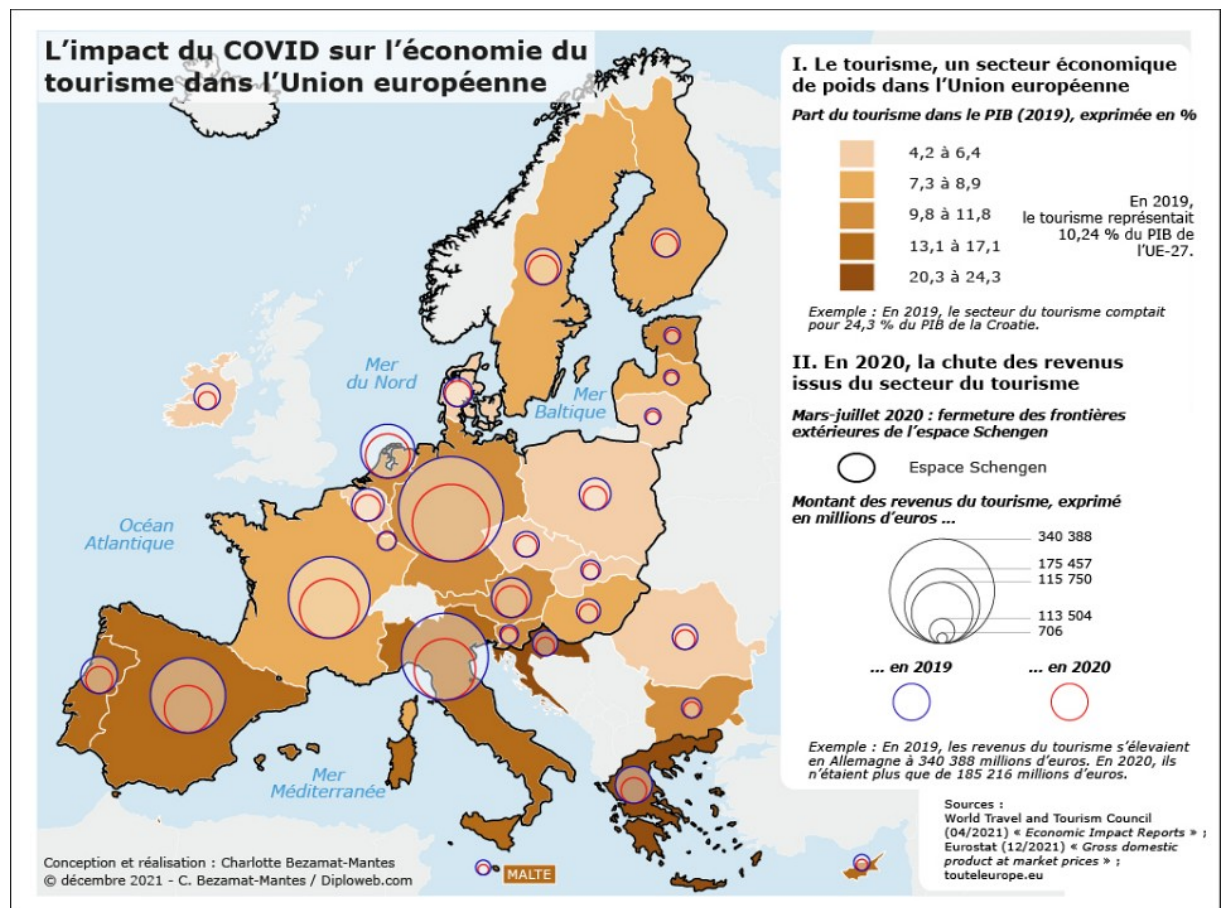 L’impact du COVID sur l’économie du
tourisme dans l’Union européenne
I. Le tourisme, un secteur économique
de poids dans l’Union européenne
Part du tourisme dans le PIB (2019), exprimée en %
4,2 à 6,4
7,3 à 8,9
9,8 à 11,8
13,1 à 17,1
20,3 à 24,3
En 2019,
le tourisme représentait
10,24 % du PIB de
l’UE-27.
Exemple : En 2019, le secteur du tourisme comptait
pour 24,3 % du PIB de la Croatie.
II. En 2020, la chute des revenus
issus du secteur du tourisme
Mars-juillet 2020 : fermeture des frontières
extérieures de l’espace Schengen
Espace Schengen
Montant des revenus du tourisme, exprimé
en millions d’euros ...
340 388
175 457
115 750
113 504
706
... en 2019
... en 2020
Exemple : En 2019, les revenus du tourisme s’élevaient
en Allemagne à 340 388 millions d’euros. En 2020, ils
n’étaient plus que de 185 216 millions d’euros.
Sources :
World Travel and Tourism Council
(04/2021) « Economic Impact Reports » ;
Eurostat (12/2021) « Gross domestic
product at market prices » ;
touteleurope.eu
Mer
du Nord
Mer
Baltique
Océan
Atlantique
Mer
Méditerranée
MALTE
Conception et réalisation : Charlotte Bezamat-Mantes
© décembre 2021 - C. Bezamat-Mantes / Diploweb.com